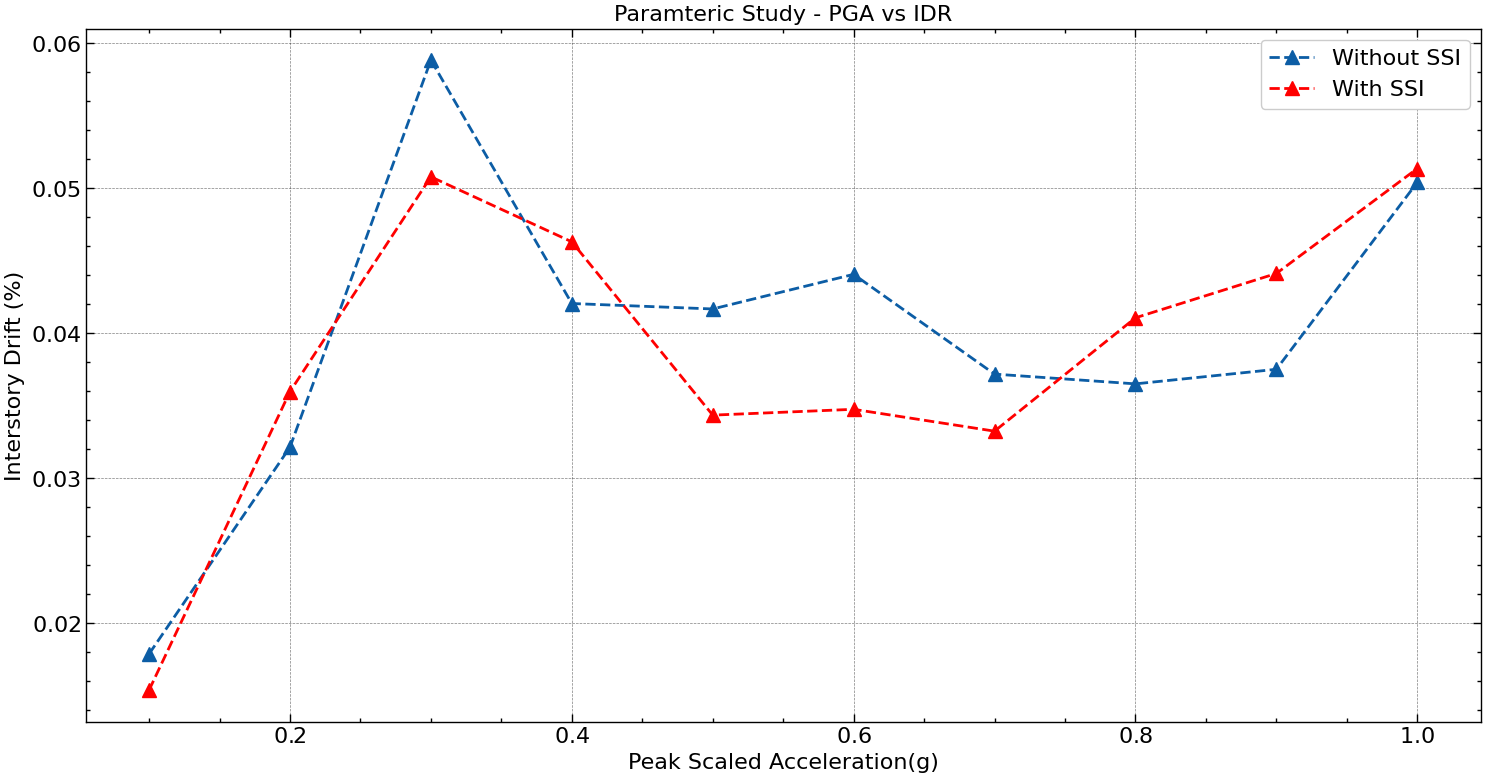 Paramteric Study - PGA vs IDR
Without SSI
With SSI
Interstory Drift (%)
0.06
0.05
0.04
0.03
0.02
0.2
0.4
0.6
0.8
1.0
Peak Scaled Acceleration(g)